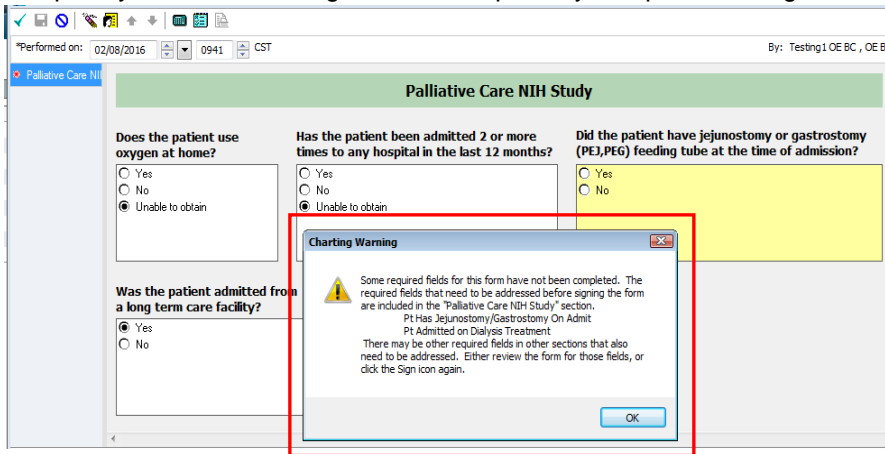 *Performed on: 02/08/2016 0941 CST By: Testing1 OE BC , OE B
Palliative Care NI
Palliative Care NIH Study
Does the patient use
oxygen at home?
Yes
No
Unable to obtain
Has the patient been admitted 2 or more
times to any hospital in the last 12 months?
Yes
No
Unable to obtain
Did the patient have jejunostomy or gastrostomy
(PEJ,PEG) feeding tube at the time of admission?
Yes
No
Was the patient admitted from
a long term care facility?
Yes
No
Charting Warning
Some required fields for this form have not been completed. The
required fields that need to be addressed before signing the form
are included in the "Palliative Care NIH Study" section.
Pt Has Jejunostomy/Gastrostomy On Admit
Pt Admitted on Dialysis Treatment
There may be other required fields in other sections that also
need to be addressed. Either review the form for those fields, or
click the Sign icon again.
OK